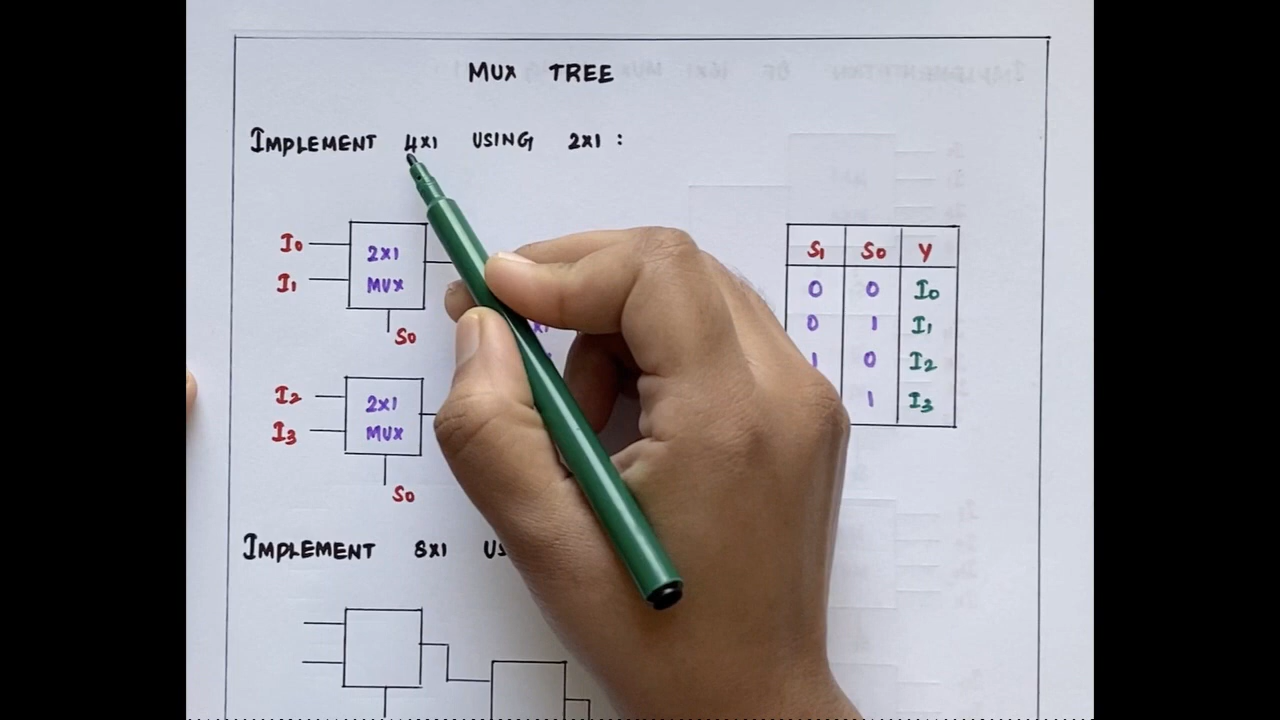 MUX TREE
IMPLEMENT 4x1 USING 2x1 :
I0
I1
2x1
MUX
S0
I2
I3
2x1
MUX
S0
S1 S0 Y
0 0 I0
0 1 I1
1 0 I2
1 I3
IMPLEMENT 8x1